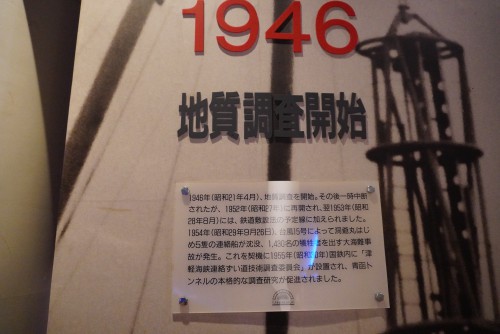 1946
地質調査開始
1946年(昭和21年4月)、地質調査を開始。その後一時中断
されたが、1952年(昭和27年)に再開され、翌1953年(昭和
28年8月)には、鉄道敷設法の予定線に加えられました。
1954年(昭和29年9月26日)、台風15号によって洞爺丸はじ
め5隻の連絡船が沈没、1,430名の犠牲者を出す大海難事
故が発生。これを契機に1955年(昭和30年)国鉄内に「津
軽海峡連絡ずい道技術調査委員会」が設置され、青函ト
ンネルの本格的な調査研究が促進されました。